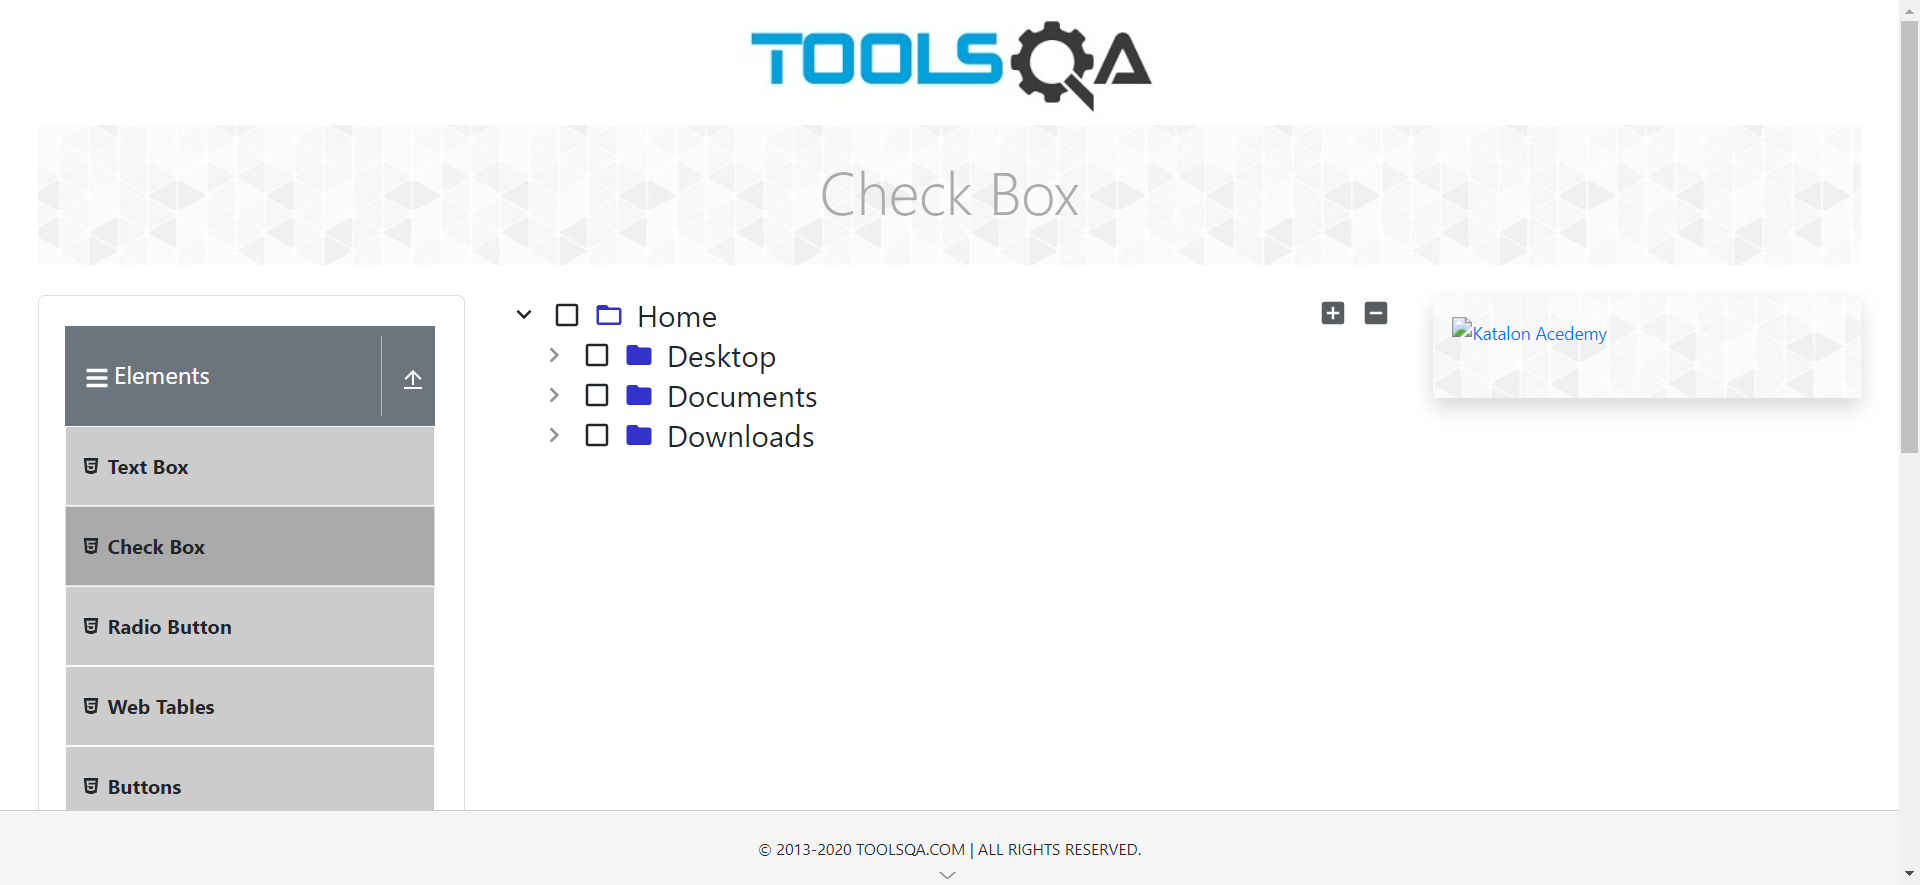 TOOLSQA
Check Box
Elements
Text Box
Check Box
Radio Button
Web Tables
Buttons
Home
Desktop
Documents
Downloads
Katalon Acedemy
© 2013-2020 TOOLSQA.COM | ALL RIGHTS RESERVED.